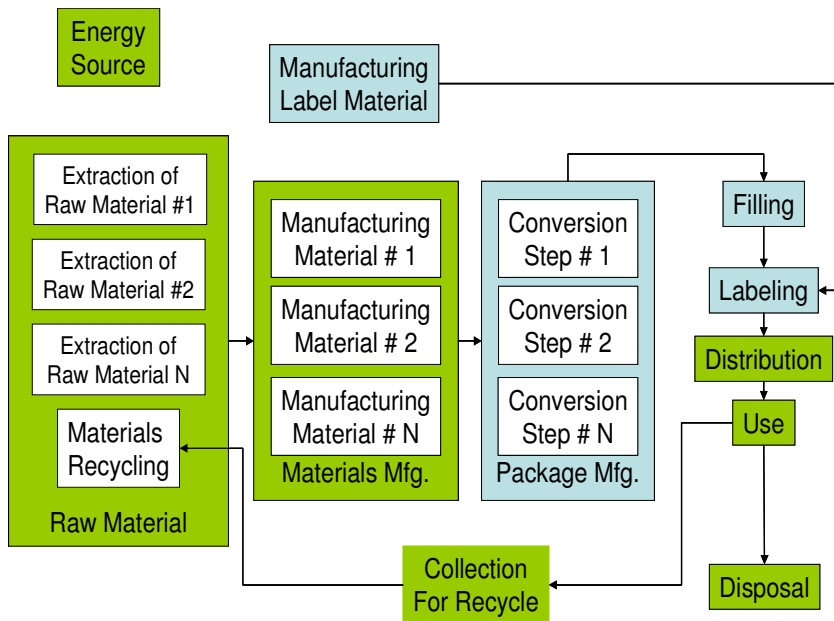 Energy
Source
Manufacturing
Label Material
Extraction of
Raw Material #1
Extraction of
Raw Material #2
Extraction of
Raw Material N
Materials
Recycling
Raw Material
Manufacturing
Material # 1
Manufacturing
Material # 2
Manufacturing
Material # N
Materials Mfg.
Conversion
Step # 1
Conversion
Step # 2
Conversion
Step # N
Package Mfg.
Filling
Labeling
Distribution
Use
Collection
For Recycle
Disposal